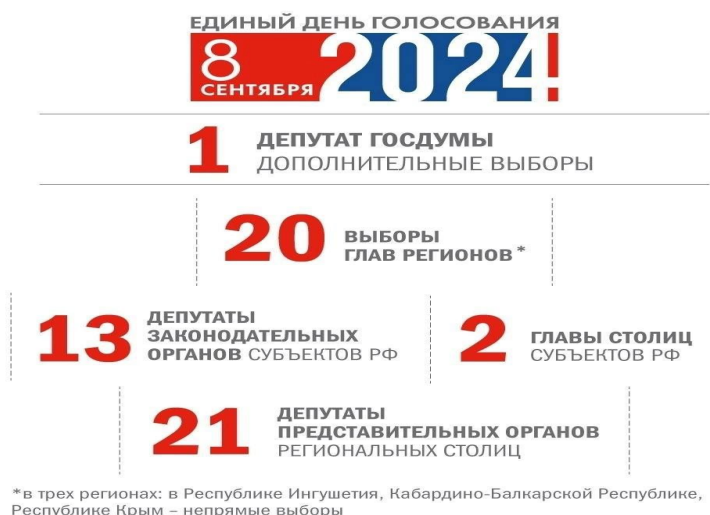 ЕДИНЫЙ ДЕНЬ ГОЛОСОВАНИЯ
8 СЕНТЯБРЯ 2024!
1 ДЕПУТАТ ГОСДУМЫ
ДОПОЛНИТЕЛЬНЫЕ ВЫБОРЫ
20 ВЫБОРЫ
ГЛАВ РЕГИОНОВ*
13 ДЕПУТАТЫ
ЗАКОНОДАТЕЛЬНЫХ
ОРГАНОВ СУБЪЕКТОВ РФ
2 ГЛАВЫ СТОЛИЦ
СУБЪЕКТОВ РФ
21 ДЕПУТАТЫ
ПРЕДСТАВИТЕЛЬНЫХ ОРГАНОВ
РЕГИОНАЛЬНЫХ СТОЛИЦ
*в трех регионах: в Республике Ингушетия, Кабардино-Балкарской Республике,
Республике Крым – непрямые выборы